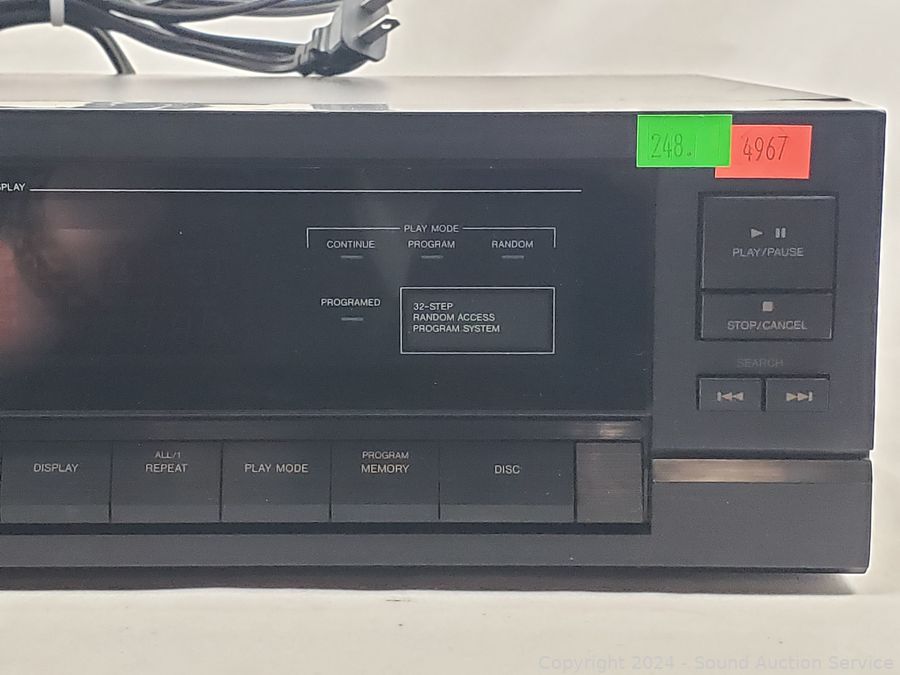 248.
4967
SPLAY
PLAY MODE
CONTINUE PROGRAM RANDOM
PROGRAMED
32-STEP
RANDOM ACCESS
PROGRAM SYSTEM
PLAY/PAUSE
STOP/CANCEL
SEARCH
DISPLAY
ALL/1
REPEAT
PLAY MODE
PROGRAM
MEMORY
DISC
Copyright 2024 - Sound Auction Service